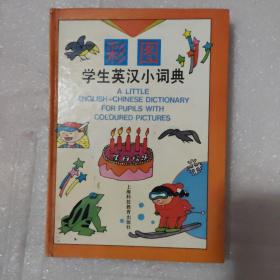 彩图
学生英汉小词典
A LITTLE
ENGLISH-CHINESE DICTIONARY
FOR PUPILS WITH
COLOURED PICTURES
上海科技教育出版社